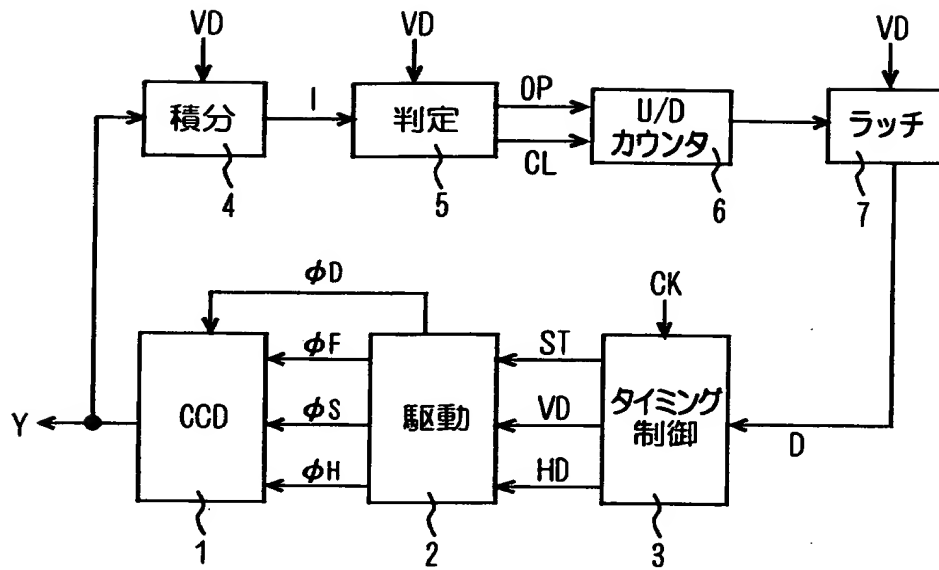 VD
VD
VD
積分
I
判定
OP
CL
U/D
カウンタ
ラッチ
4
5
6
7
φD
CK
CCD
φF
φS
φH
駆動
ST
VD
HD
タイミング
制御
D
Y
1
2
3